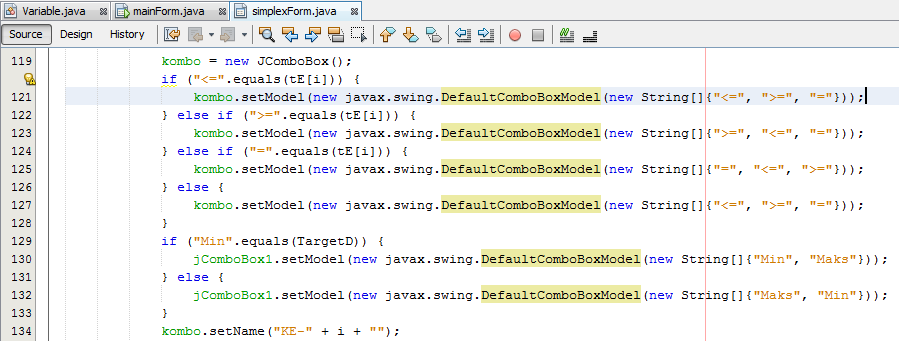 Variable.java mainForm.java simplexForm.java
Source Design History
119 kombo = new JComboBox();
if ("<=".equals(tE[i])) {
121 kombo.setModel(new javax.swing.DefaultComboBoxModel(new String[]{"<=", ">=", "="}));
122 } else if (">=".equals(tE[i])) {
123 kombo.setModel(new javax.swing.DefaultComboBoxModel(new String[]{">=", "<=", "="}));
124 } else if ("=".equals(tE[i])) {
125 kombo.setModel(new javax.swing.DefaultComboBoxModel(new String[]{"=", "<=", ">="}));
126 } else {
127 kombo.setModel(new javax.swing.DefaultComboBoxModel(new String[]{"<=", ">=", "="}));
128 }
129 if ("Min".equals(TargetD)) {
130 jComboBox1.setModel(new javax.swing.DefaultComboBoxModel(new String[]{"Min", "Maks"}));
131 } else {
132 jComboBox1.setModel(new javax.swing.DefaultComboBoxModel(new String[]{"Maks", "Min"}));
133 }
134 kombo.setName("KE-" + i + "");